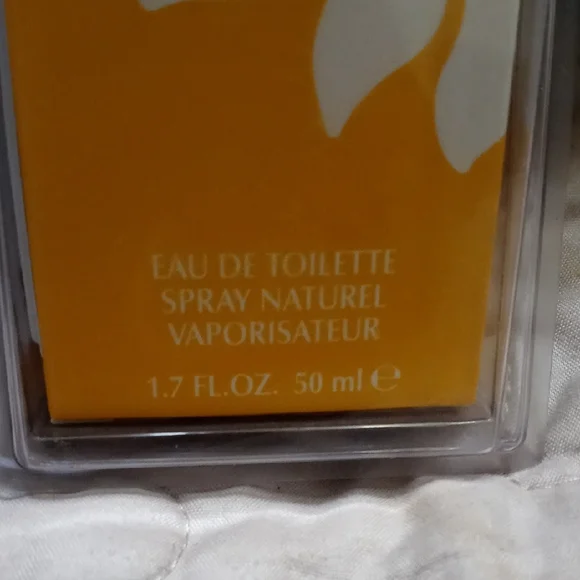 EAU DE TOILETTE
SPRAY NATUREL
VAPORISATEUR
1.7 FL.OZ. 50 ml ℮